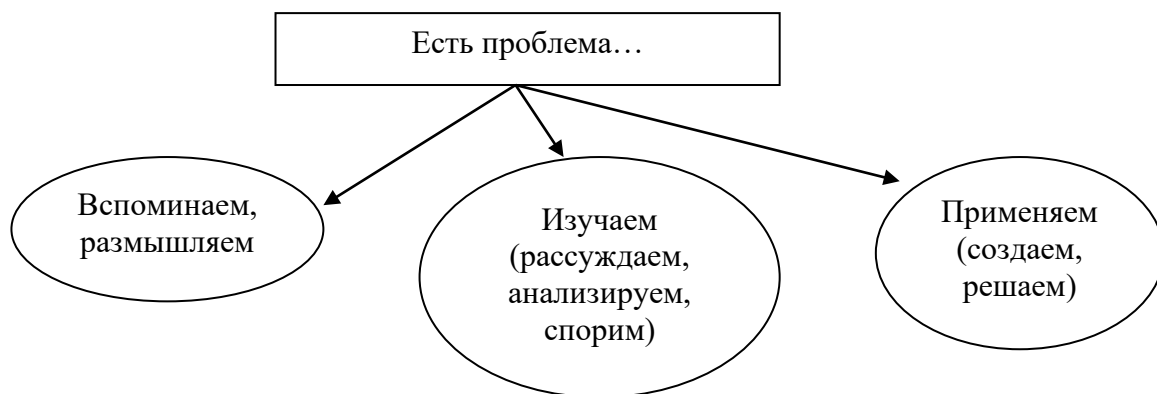 Есть проблема…
Вспоминаем,
размышляем
Изучаем
(рассуждаем,
анализируем,
спорим)
Применяем
(создаем,
решаем)